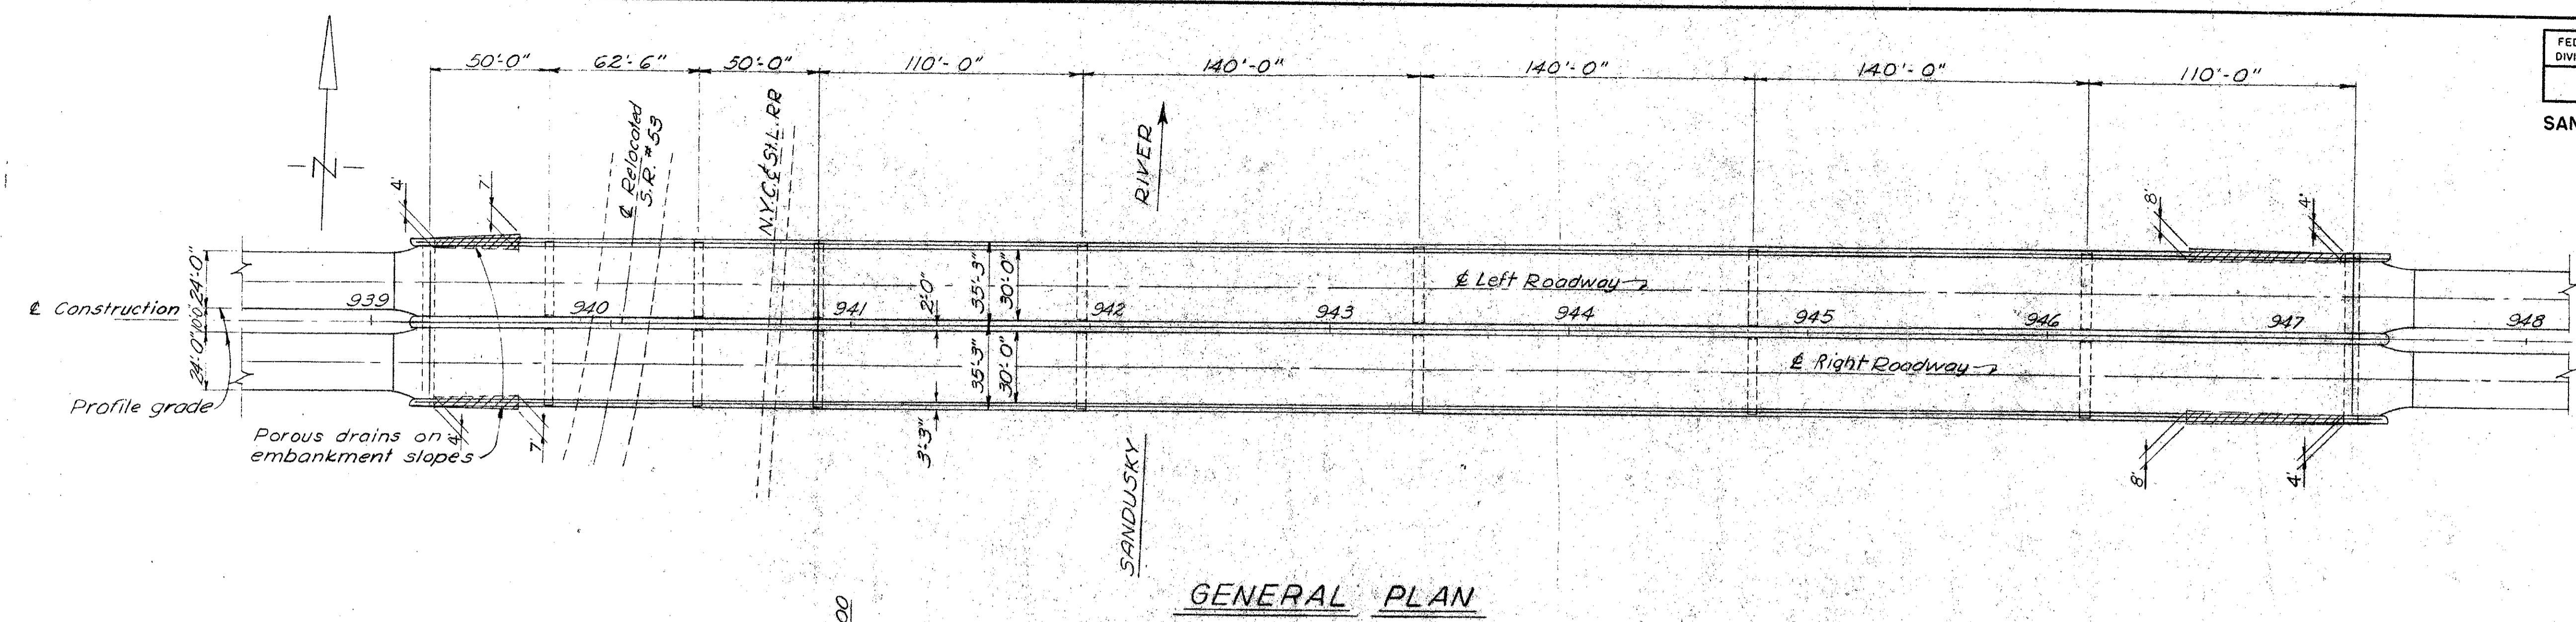 50'-0" 62'-6" 50'-0" 110'-0" 140'-0" 140'-0" 140'-0" 110'-0"
FED
DIVI
SAN
N
℄ Relocated
S.R. #53
N.Y.C. & St.L. RR
RIVER
4'
7'
8'
4'
24'-0"
10'0"
24'-0"
℄ Construction
939 940 941 942 943 944 945 946 947 948
2'-0"
35'-3"
30'-0"
℄ Left Roadway
35'-3"
30'-0"
℄ Right Roadway
Profile grade
Porous drains on
embankment slopes
4'
7'
3'-3"
8'
4'
SANDUSKY
GENERAL PLAN
00